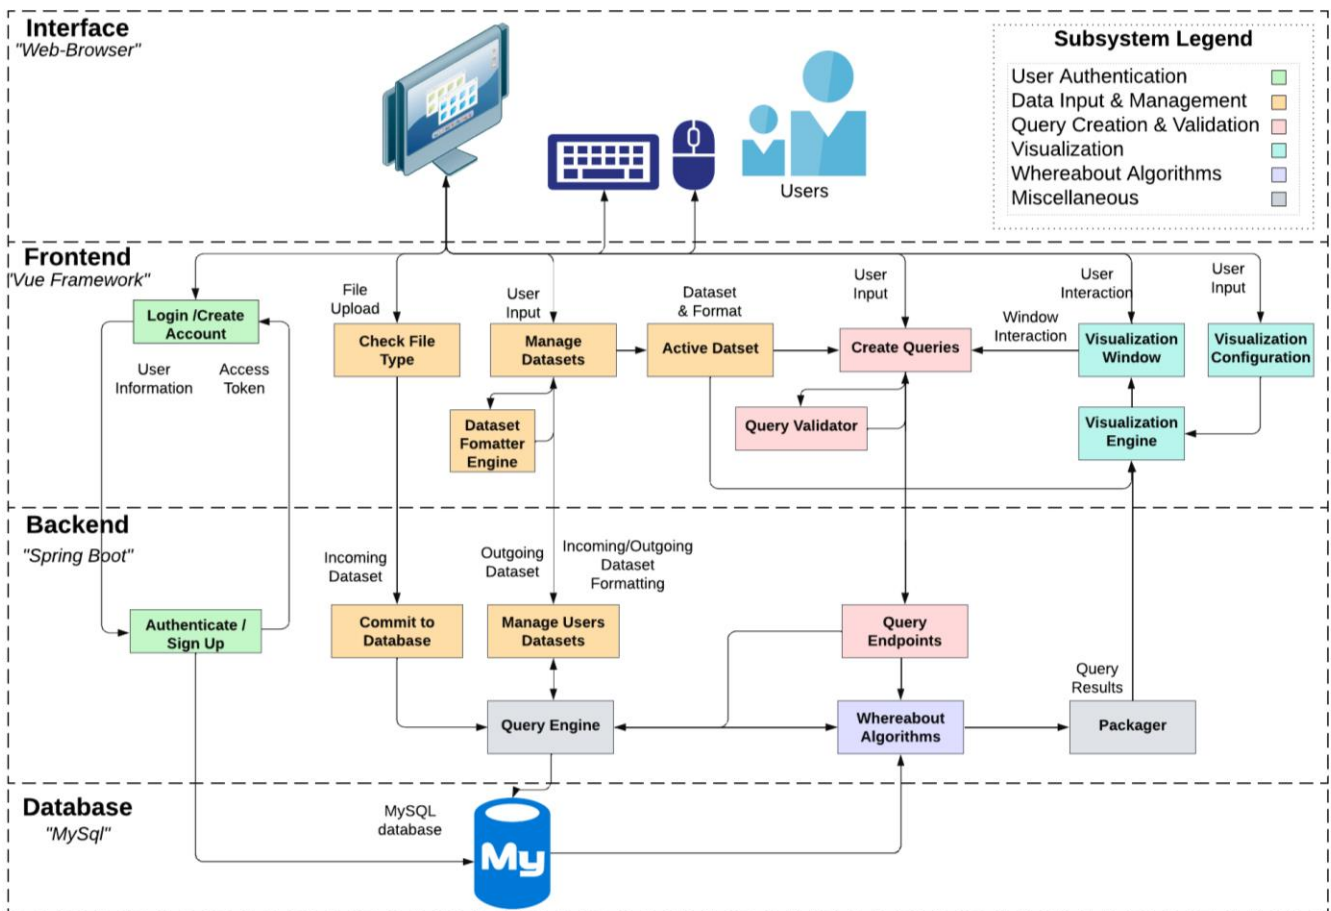 Interface
"Web-Browser"
Users
Subsystem Legend
User Authentication
Data Input & Management
Query Creation & Validation
Visualization
Whereabout Algorithms
Miscellaneous
Frontend
"Vue Framework"
Login /Create
Account
User
Information
Access
Token
File
Upload
Check File
Type
User
Input
Manage
Datasets
Dataset
Fomatter
Engine
Dataset
& Format
Active Datset
User
Input
Create Queries
Query Validator
Window
Interaction
User
Interaction
Visualization
Window
User
Input
Visualization
Configuration
Visualization
Engine
Backend
"Spring Boot"
Authenticate /
Sign Up
Incoming
Dataset
Commit to
Database
Outgoing
Dataset
Incoming/Outgoing
Dataset
Formatting
Manage Users
Datasets
Query Engine
Query
Endpoints
Whereabout
Algorithms
Query
Results
Packager
Database
"MySql"
MySQL
database
My